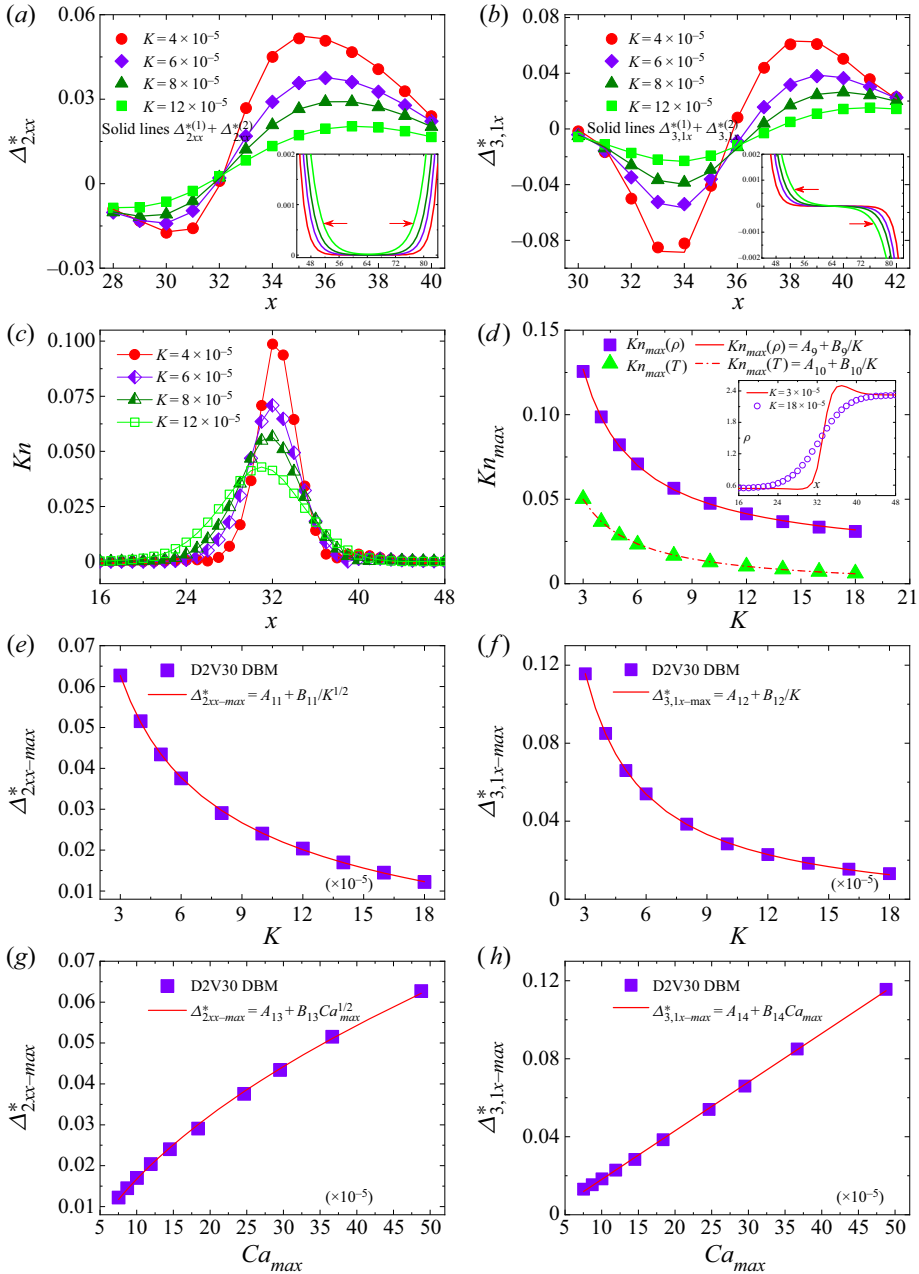 (a)
K = 4 × 10⁻⁵
K = 6 × 10⁻⁵
K = 8 × 10⁻⁵
K = 12 × 10⁻⁵
Solid lines Δ*⁽¹⁾₂ₓₓ + Δ*⁽²⁾₂ₓₓ
Δ*₂ₓₓ
0.06
0.03
0
−0.03
28 30 32 34 36 38 40
x
0.002
0.001
0
48 56 64 72 80
(b)
K = 4 × 10⁻⁵
K = 6 × 10⁻⁵
K = 8 × 10⁻⁵
K = 12 × 10⁻⁵
Solid lines Δ*⁽¹⁾₃,₁ₓ + Δ*⁽²⁾₃,₁ₓ
Δ*₃,₁ₓ
0.08
0.04
0
−0.04
−0.08
30 32 34 36 38 40 42
x
0.002
0.001
0.000
−0.001
−0.002
48 56 64 72 80
(c)
K = 4 × 10⁻⁵
K = 6 × 10⁻⁵
K = 8 × 10⁻⁵
K = 12 × 10⁻⁵
Kn
0.100
0.075
0.050
0.025
0
16 24 32 40 48
x
(d)
Kn_max(ρ)
Kn_max(T)
Kn_max(ρ) = A₉ + B₉/K
Kn_max(T) = A₁₀ + B₁₀/K
Kn_max
0.15
0.10
0.05
0
3 6 9 12 15 18 21
K
K = 3 × 10⁻⁵
K = 18 × 10⁻⁵
ρ
2.4
1.8
1.2
0.6
x
16 24 32 40 48
(e)
D2V30 DBM
Δ*₂ₓₓ₋max = A₁₁ + B₁₁/K^1/2
Δ*₂ₓₓ₋max
0.07
0.06
0.05
0.04
0.03
0.02
0.01
(×10⁻⁵)
3 6 9 12 15 18
K
(f)
D2V30 DBM
Δ*₃,₁ₓ₋max = A₁₂ + B₁₂/K
Δ*₃,₁ₓ₋max
0.12
0.08
0.04
0
(×10⁻⁵)
3 6 9 12 15 18
K
(g)
D2V30 DBM
Δ*₂ₓₓ₋max = A₁₃ + B₁₃Ca_max^1/2
Δ*₂ₓₓ₋max
0.07
0.06
0.05
0.04
0.03
0.02
0.01
(×10⁻⁵)
5 10 15 20 25 30 35 40 45 50
Ca_max
(h)
D2V30 DBM
Δ*₃,₁ₓ₋max = A₁₄ + B₁₄Ca_max
Δ*₃,₁ₓ₋max
0.12
0.08
0.04
0
(×10⁻⁵)
5 10 15 20 25 30 35 40 45 50
Ca_max